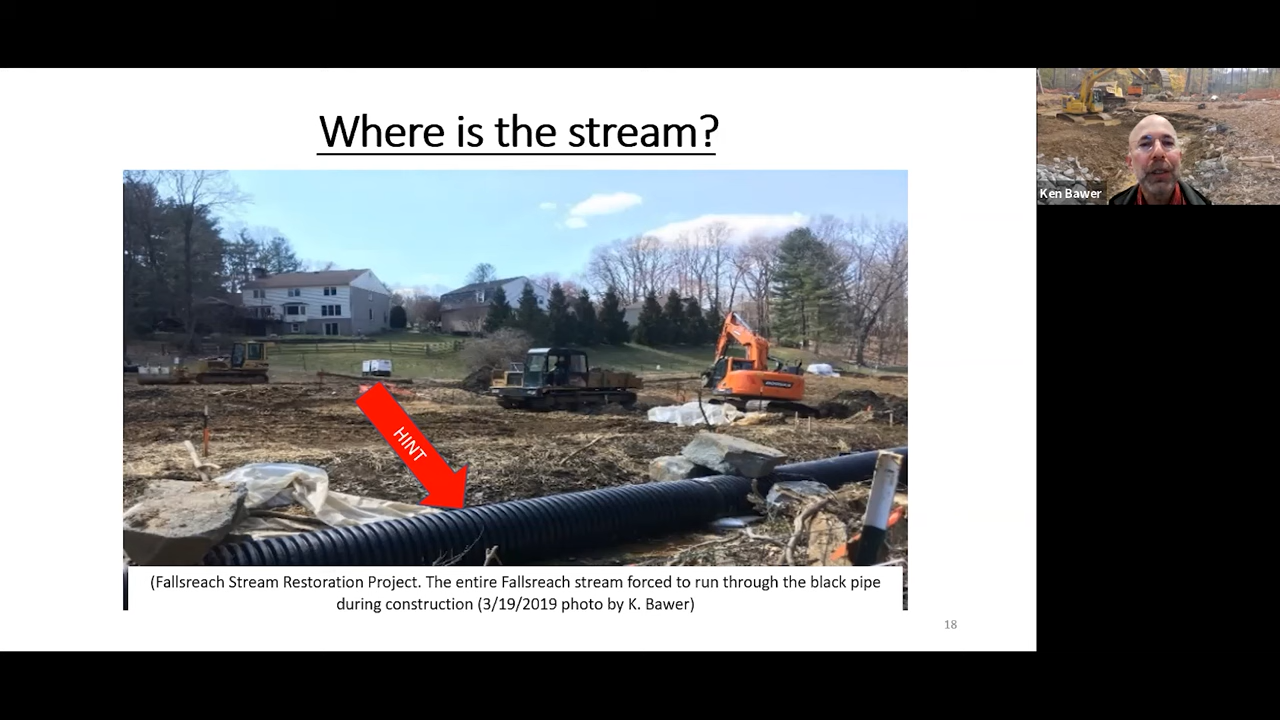 Where is the stream?
Ken Bawer
HINT
(Fallsreach Stream Restoration Project. The entire Fallsreach stream forced to run through the black pipe
during construction (3/19/2019 photo by K. Bawer)
18